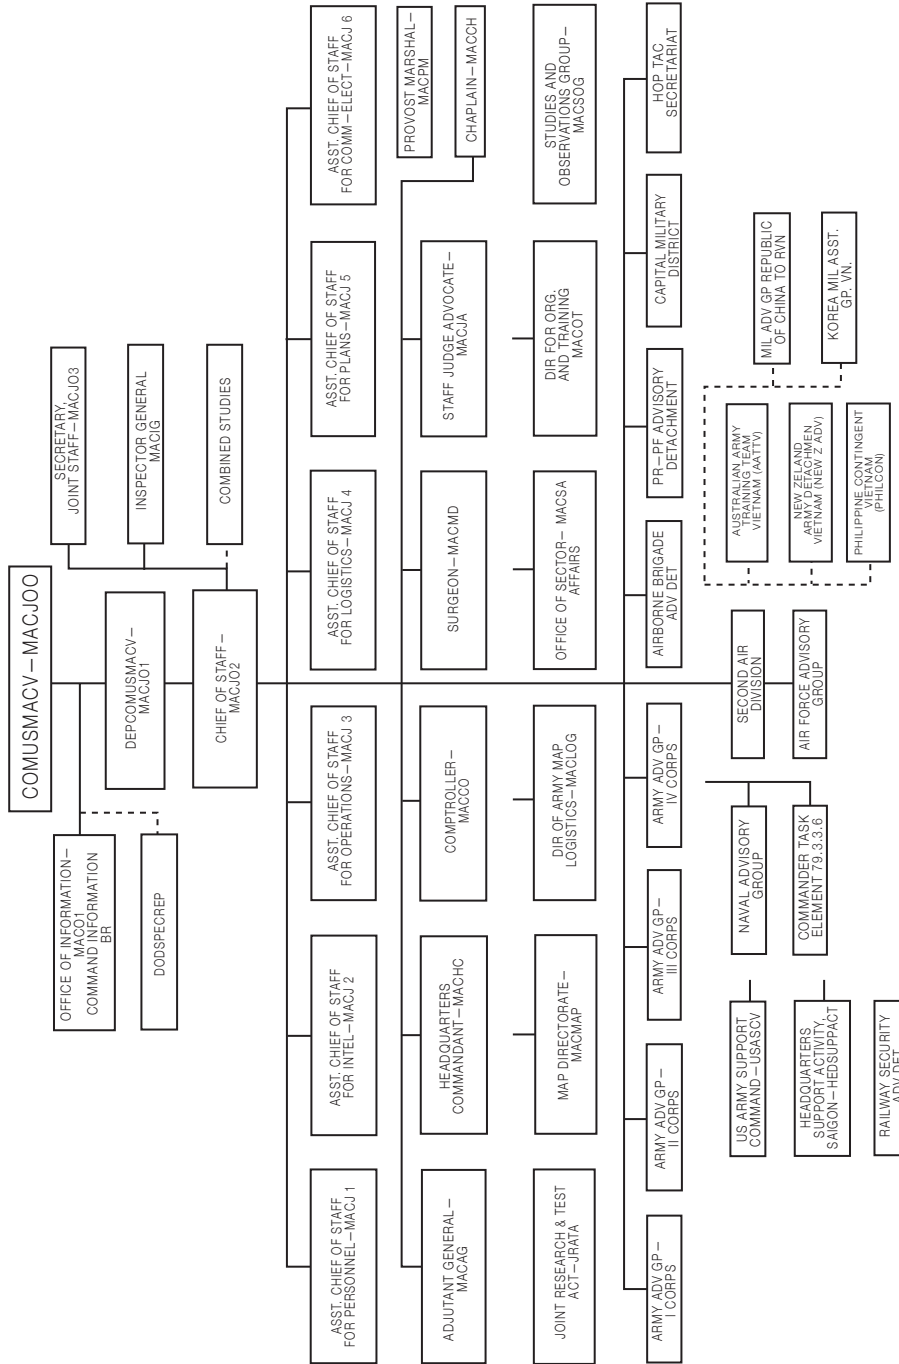 COMUSMACV–MACJOO
OFFICE OF INFORMATION–
MACO1
COMMAND INFORMATION
BR
DODSPECREP
DEPCOMUSMACV–
MACJO1
CHIEF OF STAFF–
MACJO2
SECRETARY,
JOINT STAFF–MACJO3
INSPECTOR GENERAL
MACIG
COMBINED STUDIES
ASST. CHIEF OF STAFF
FOR PERSONNEL–MACJ 1
ASST. CHIEF OF STAFF
FOR INTEL–MACJ 2
ASST. CHIEF OF STAFF
FOR OPERATIONS–MACJ 3
ASST. CHIEF OF STAFF
FOR LOGISTICS–MACJ 4
ASST. CHIEF OF STAFF
FOR PLANS–MACJ 5
ASST. CHIEF OF STAFF
FOR COMM–ELECT–MACJ 6
ADJUTANT GENERAL–
MACAG
HEADQUARTERS
COMMANDANT–MACHC
COMPTROLLER–
MACCO
SURGEON–MACMD
STAFF JUDGE ADVOCATE–
MACJA
PROVOST MARSHAL–
MACPM
CHAPLAIN–MACCH
JOINT RESEARCH & TEST
ACT–JRATA
MAP DIRECTORATE–
MACMAP
DIR OF ARMY MAP
LOGISTICS–MACLOG
OFFICE OF SECTOR– MACSA
AFFAIRS
DIR FOR ORG.
AND TRAINING
MACOT
STUDIES AND
OBSERVATIONS GROUP–
MACSOG
ARMY ADV GP–
I CORPS
ARMY ADV GP–
II CORPS
ARMY ADV GP–
III CORPS
ARMY ADV GP–
IV CORPS
AIRBORNE BRIGADE
ADV DET
PR–PF ADVISORY
DETACHMENT
CAPITAL MILITARY
DISTRICT
HOP TAC
SECRETARIAT
US ARMY SUPPORT
COMMAND–USASCV
HEADQUARTERS
SUPPORT ACTIVITY,
SAIGON–HEDSUPPACT
RAILWAY SECURITY
ADV DET
NAVAL ADVISORY
GROUP
COMMANDER TASK
ELEMENT 79.3.3.6
SECOND AIR
DIVISION
AIR FORCE ADVISORY
GROUP
AUSTRALIAN ARMY
TRAINING TEAM
VIETNAM (AATTV)
NEW ZELAND
ARMY DETACHMEN
VIETNAM (NEW Z ADV)
PHILIPPINE CONTINGENT
VIETNAM
(PHILCON)
MIL ADV GP REPUBLIC
OF CHINA TO RVN
KOREA MIL ASST.
GP. VN.